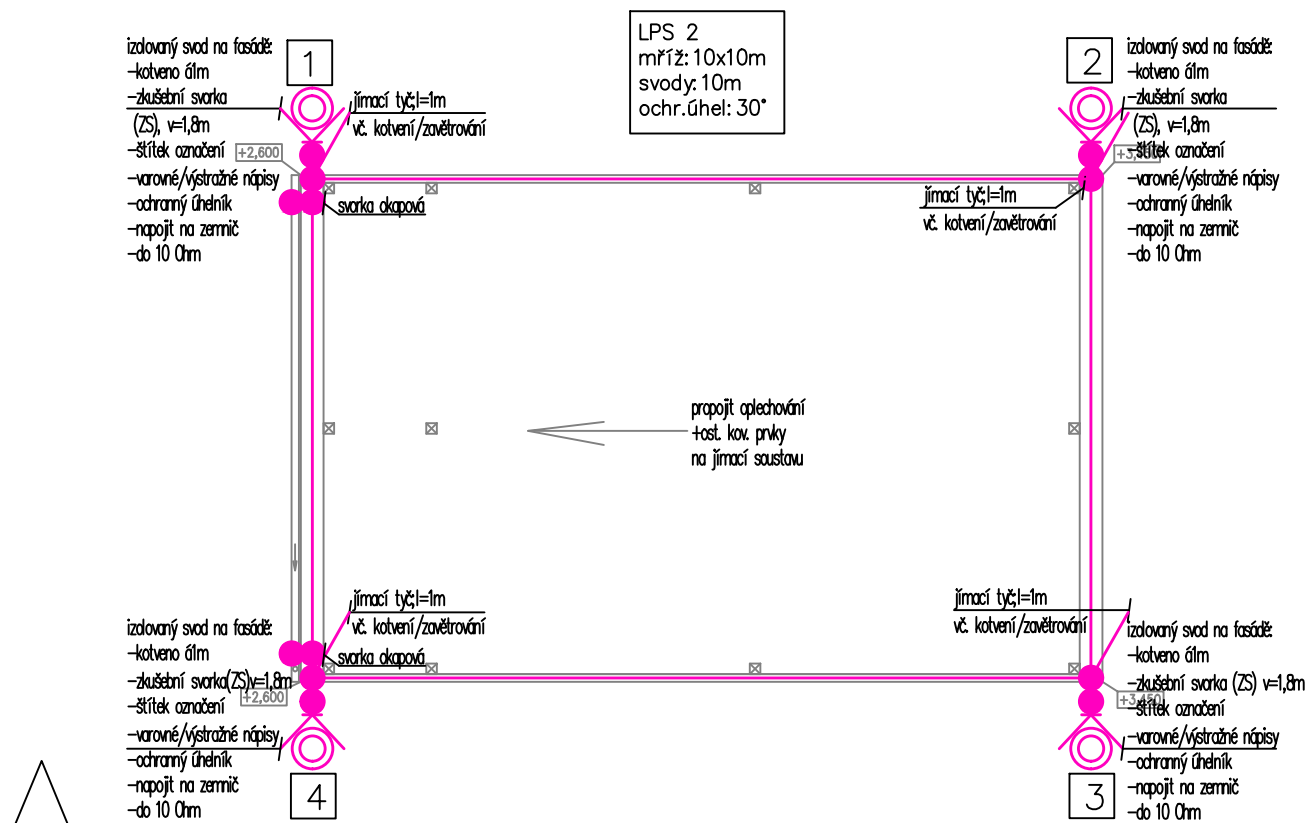 LPS 2
mříž: 10x10m
svody: 10m
ochr.úhel: 30°
izolovaný svod na fasádě:
-kotveno á1m
-zkušební svorka
(ZS), v=1,8m
-štítek označení
-varovné/výstražné nápisy
-ochranný úhelník
-napojit na zemnič
-do 10 Ohm
1
jímací tyč,l=1m
vč. kotvení/zavětrování
+2,600
svorka okapová
2
izolovaný svod na fasádě:
-kotveno á1m
-zkušební svorka
(ZS), v=1,8m
-štítek označení
-varovné/výstražné nápisy
-ochranný úhelník
-napojit na zemnič
-do 10 Ohm
jímací tyč,l=1m
vč. kotvení/zavětrování
propojit oplechování
+ost. kov. prvky
na jímací soustavu
izolovaný svod na fasádě:
-kotveno á1m
-zkušební svorka(ZS)v=1,8m
-štítek označení
-varovné/výstražné nápisy
-ochranný úhelník
-napojit na zemnič
-do 10 Ohm
jímací tyč,l=1m
vč. kotvení/zavětrování
svorka okapová
+2,600
4
jímací tyč,l=1m
vč. kotvení/zavětrování
izolovaný svod na fasádě:
-kotveno á1m
-zkušební svorka (ZS) v=1,8m
+3,450
-štítek označení
-varovné/výstražné nápisy
-ochranný úhelník
-napojit na zemnič
-do 10 Ohm
3